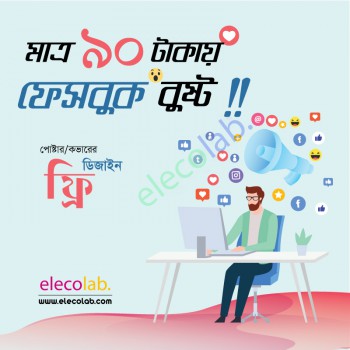 মাত্র ৯০ টাকায়
ফেসবুক বুষ্ট !!
পোষ্টার/কভারের
ডিজাইন
ফ্রি
elecolab.
elecolab.
www.elecolab.com